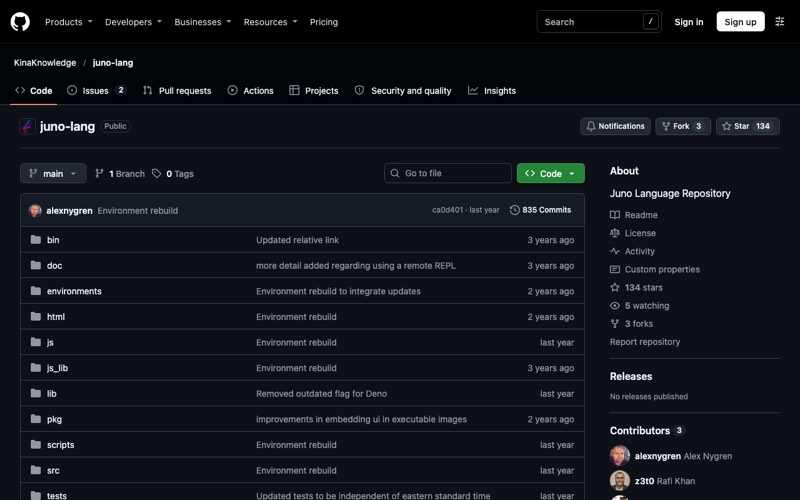 Products Developers Businesses Resources Pricing Search / Sign in Sign up
KinaKnowledge / juno-lang
Code Issues 2 Pull requests Actions Projects Security and quality Insights
juno-lang Public Notifications Fork 3 Star 134
main 1 Branch 0 Tags Go to file Code
alexnygren Environment rebuild ca0d401 · last year 835 Commits
bin Updated relative link 3 years ago
doc more detail added regarding using a remote REPL 3 years ago
environments Environment rebuild to integrate updates 2 years ago
html Environment rebuild 2 years ago
js Environment rebuild last year
js_lib Environment rebuild 3 years ago
lib Removed outdated flag for Deno last year
pkg improvements in embedding ui in executable images 2 years ago
scripts Environment rebuild last year
src Environment rebuild last year
tests Updated tests to be independent of eastern standard time last year
About
Juno Language Repository
Readme
License
Activity
Custom properties
134 stars
5 watching
3 forks
Report repository
Releases
No releases published
Contributors 3
alexnygren Alex Nygren
z3t0 Rafi Khan